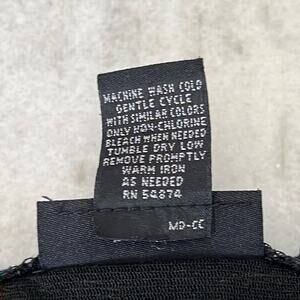 MACHINE WASH COLD
GENTLE CYCLE
WITH SIMILAR COLORS
ONLY NON-CHLORINE
BLEACH WHEN NEEDED
TUMBLE DRY LOW
REMOVE PROMPTLY
WARM IRON
AS NEEDED
RN 54874
MD-CC